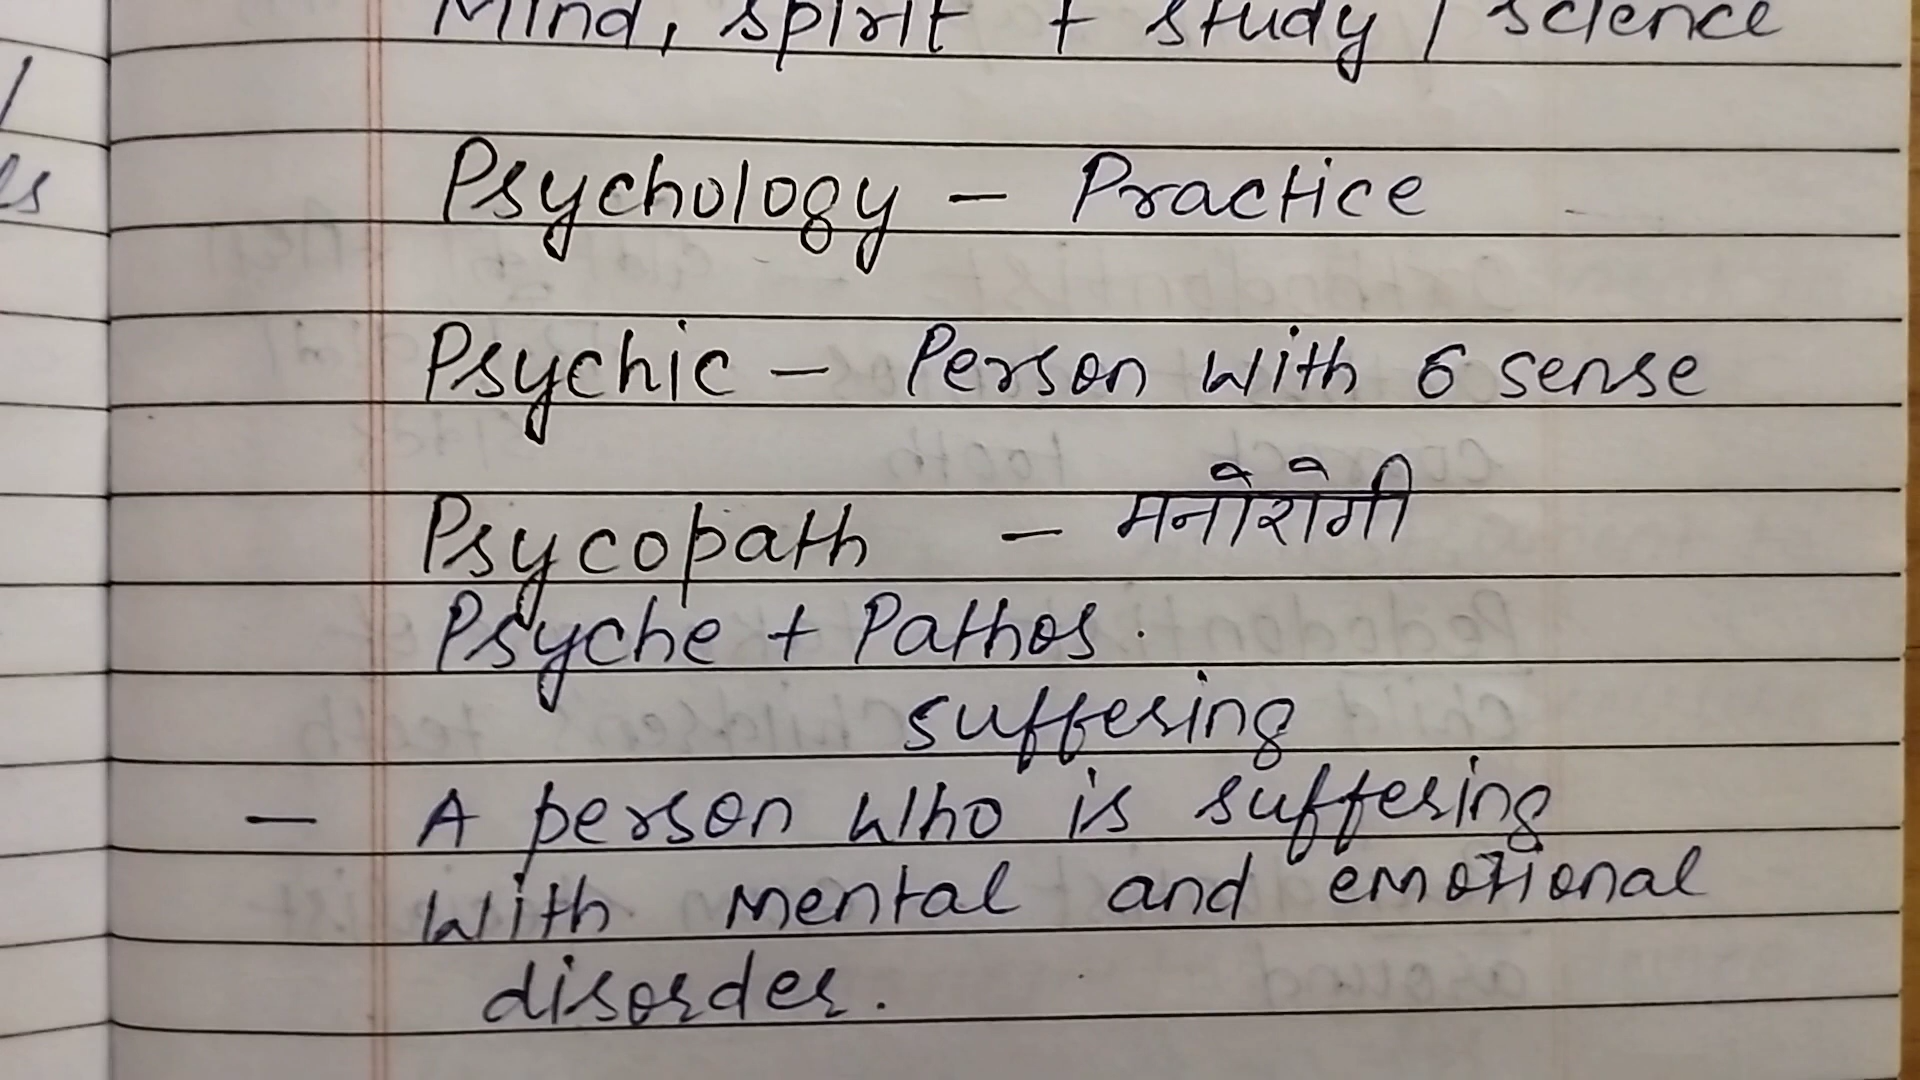 Mind, spirit + study / science
Psychology - Practice
Psychic - Person with 6 sense
Psycopath - मनोरोगी
Psyche + Pathos.
suffering
- A person who is suffering
with mental and emotional
disorder.